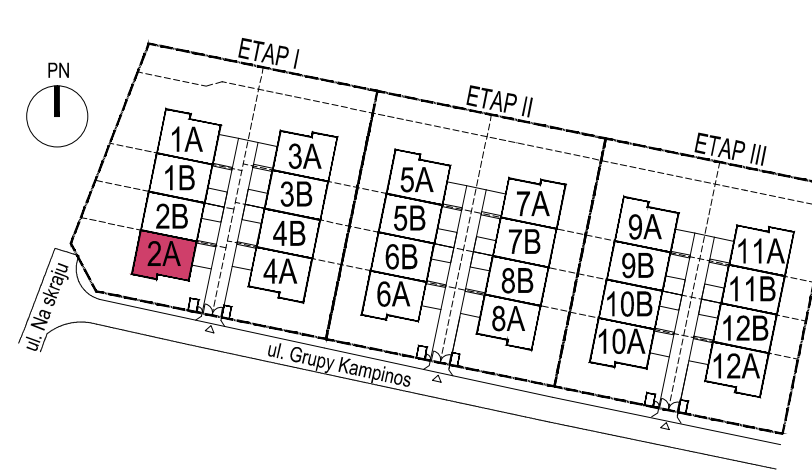 PN
ETAP I
ETAP II
ETAP III
1A
1B
2B
2A
3A
3B
4B
4A
5A
5B
6B
6A
7A
7B
8B
8A
9A
9B
10B
10A
11A
11B
12B
12A
ul. Na skraju
ul. Grupy Kampinos